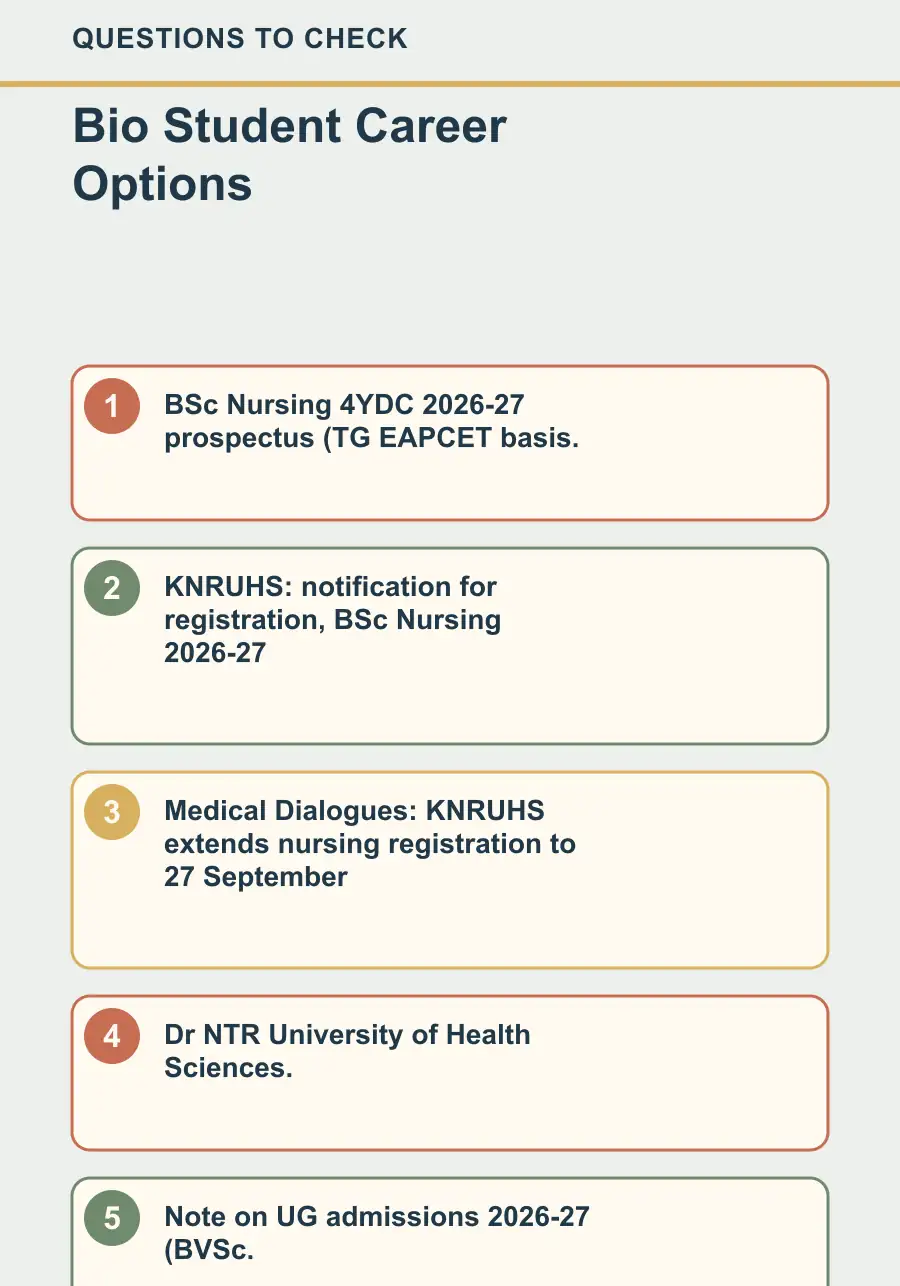 QUESTIONS TO CHECK
Bio Student Career
Options
1
BSc Nursing 4YDC 2026-27
prospectus (TG EAPCET basis.
2
KNRUHS: notification for
registration, BSc Nursing
2026-27
3
Medical Dialogues: KNRUHS
extends nursing registration to
27 September
4
Dr NTR University of Health
Sciences.
5
Note on UG admissions 2026-27
(BVSc.